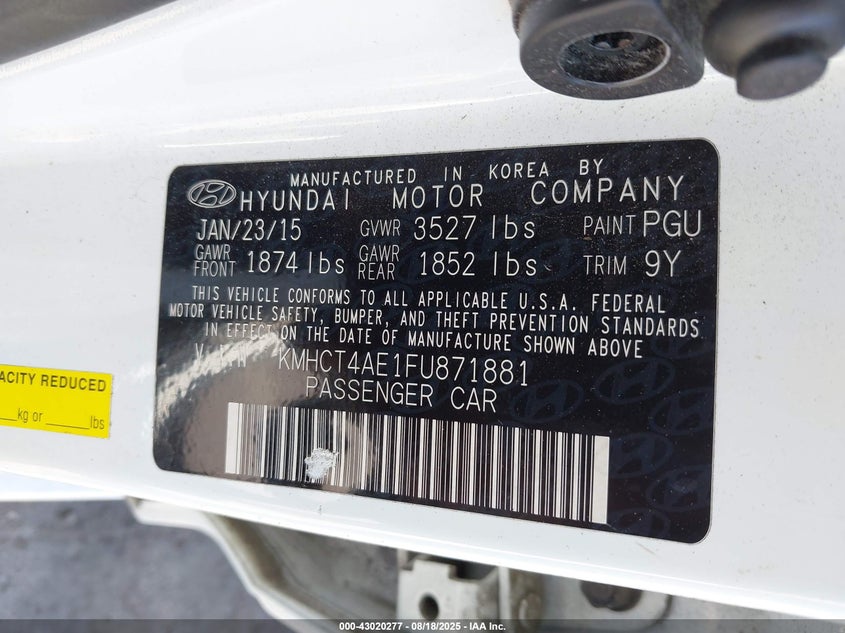 MANUFACTURED IN KOREA BY
HYUNDAI MOTOR COMPANY
JAN/23/15 GVWR 3527 lbs PAINT PGU
GAWR FRONT 1874 lbs GAWR REAR 1852 lbs TRIM 9Y
THIS VEHICLE CONFORMS TO ALL APPLICABLE U.S.A. FEDERAL
MOTOR VEHICLE SAFETY, BUMPER, AND THEFT PREVENTION STANDARDS
IN EFFECT ON THE DATE OF MANUFACTURE SHOWN ABOVE
V.I.N KMHCT4AE1FU871881
PASSENGER CAR
ACITY REDUCED
___kg or ______lbs
000-43020277 - 08/18/2025 - IAA Inc.